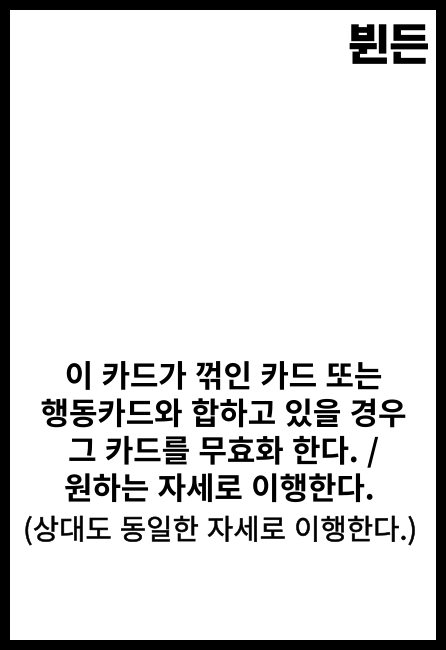 뷘든
이 카드가 꺾인 카드 또는
행동카드와 합하고 있을 경우
그 카드를 무효화 한다. /
원하는 자세로 이행한다.
(상대도 동일한 자세로 이행한다.)